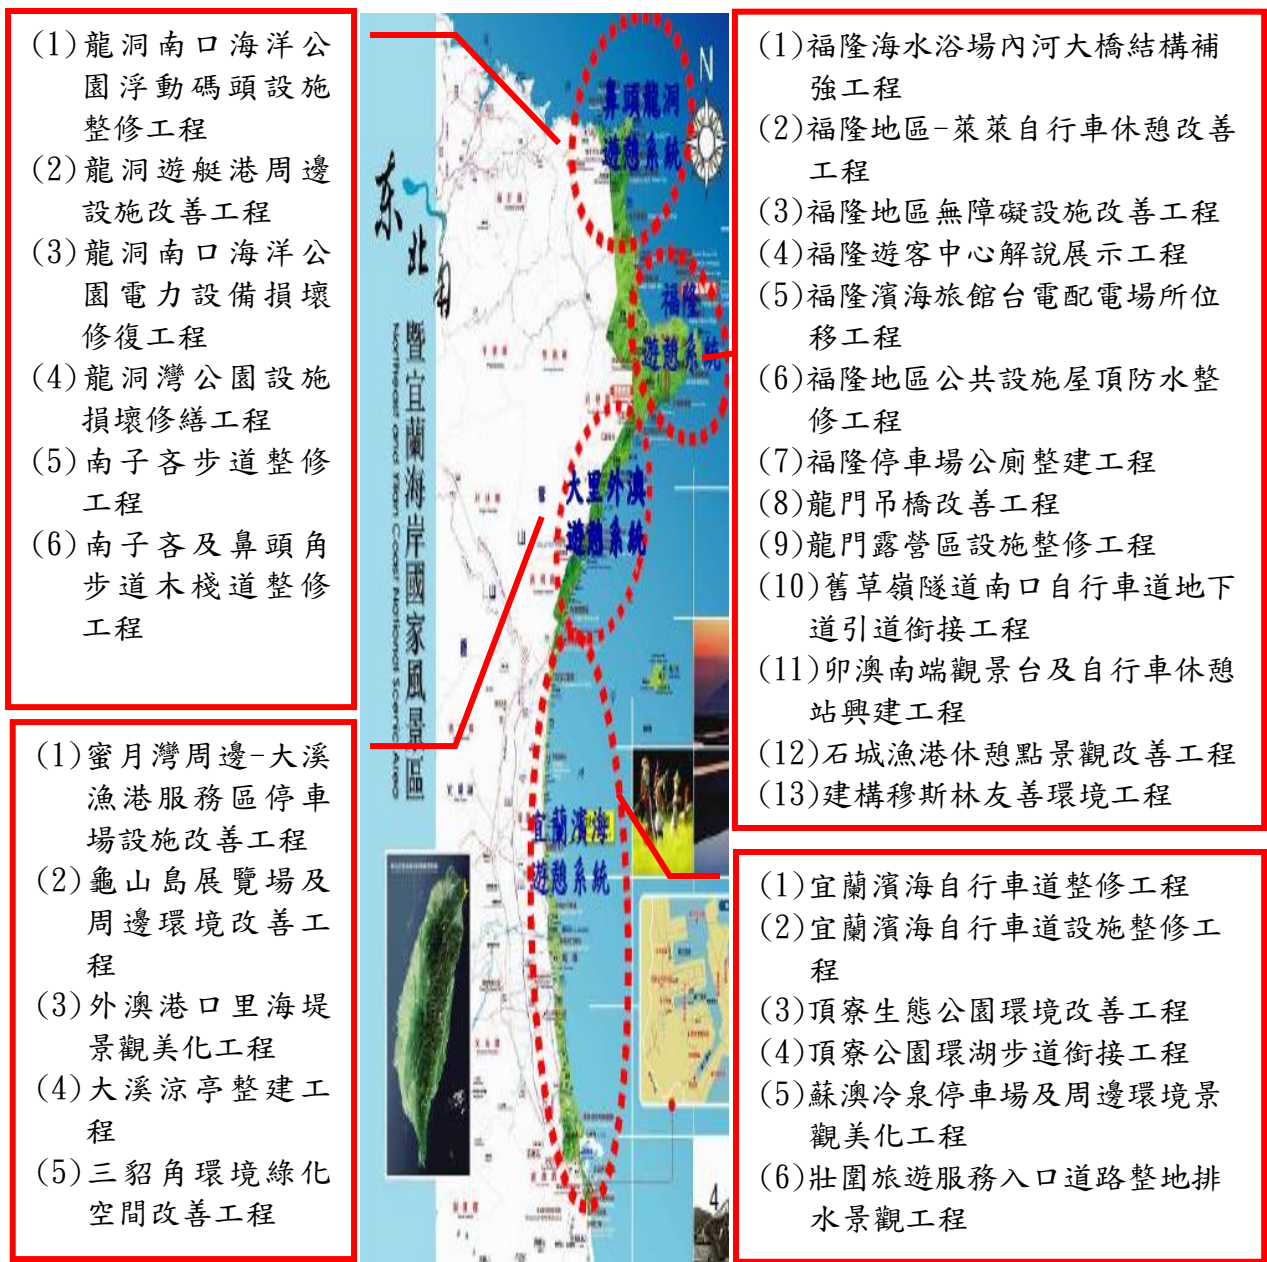 (1)龍洞南口海洋公
園浮動碼頭設施
整修工程
(2)龍洞遊艇港周邊
設施改善工程
(3)龍洞南口海洋公
園電力設備損壞
修復工程
(4)龍洞灣公園設施
損壞修繕工程
(5)南子吝步道整修
工程
(6)南子吝及鼻頭角
步道木棧道整修
工程
(1)蜜月灣周邊-大溪
漁港服務區停車
場設施改善工程
(2)龜山島展覽場及
周邊環境改善工
程
(3)外澳港口里海堤
景觀美化工程
(4)大溪涼亭整建工
程
(5)三貂角環境綠化
空間改善工程
东北角
暨宜蘭海岸國家風景區
Northeast and Yilan Coast National Scenic Area
N
鼻頭龍洞
遊憩系統
福隆
遊憩系統
大里外澳
遊憩系統
宜蘭濱海
遊憩系統
4
(1)福隆海水浴場內河大橋結構補
強工程
(2)福隆地區-萊萊自行車休憩改善
工程
(3)福隆地區無障礙設施改善工程
(4)福隆遊客中心解說展示工程
(5)福隆濱海旅館台電配電場所位
移工程
(6)福隆地區公共設施屋頂防水整
修工程
(7)福隆停車場公廁整建工程
(8)龍門吊橋改善工程
(9)龍門露營區設施整修工程
(10)舊草嶺隧道南口自行車道地下
道引道銜接工程
(11)卯澳南端觀景台及自行車休憩
站興建工程
(12)石城漁港休憩點景觀改善工程
(13)建構穆斯林友善環境工程
(1)宜蘭濱海自行車道整修工程
(2)宜蘭濱海自行車道設施整修工
程
(3)頂寮生態公園環境改善工程
(4)頂寮公園環湖步道銜接工程
(5)蘇澳冷泉停車場及周邊環境景
觀美化工程
(6)壯圍旅遊服務入口道路整地排
水景觀工程